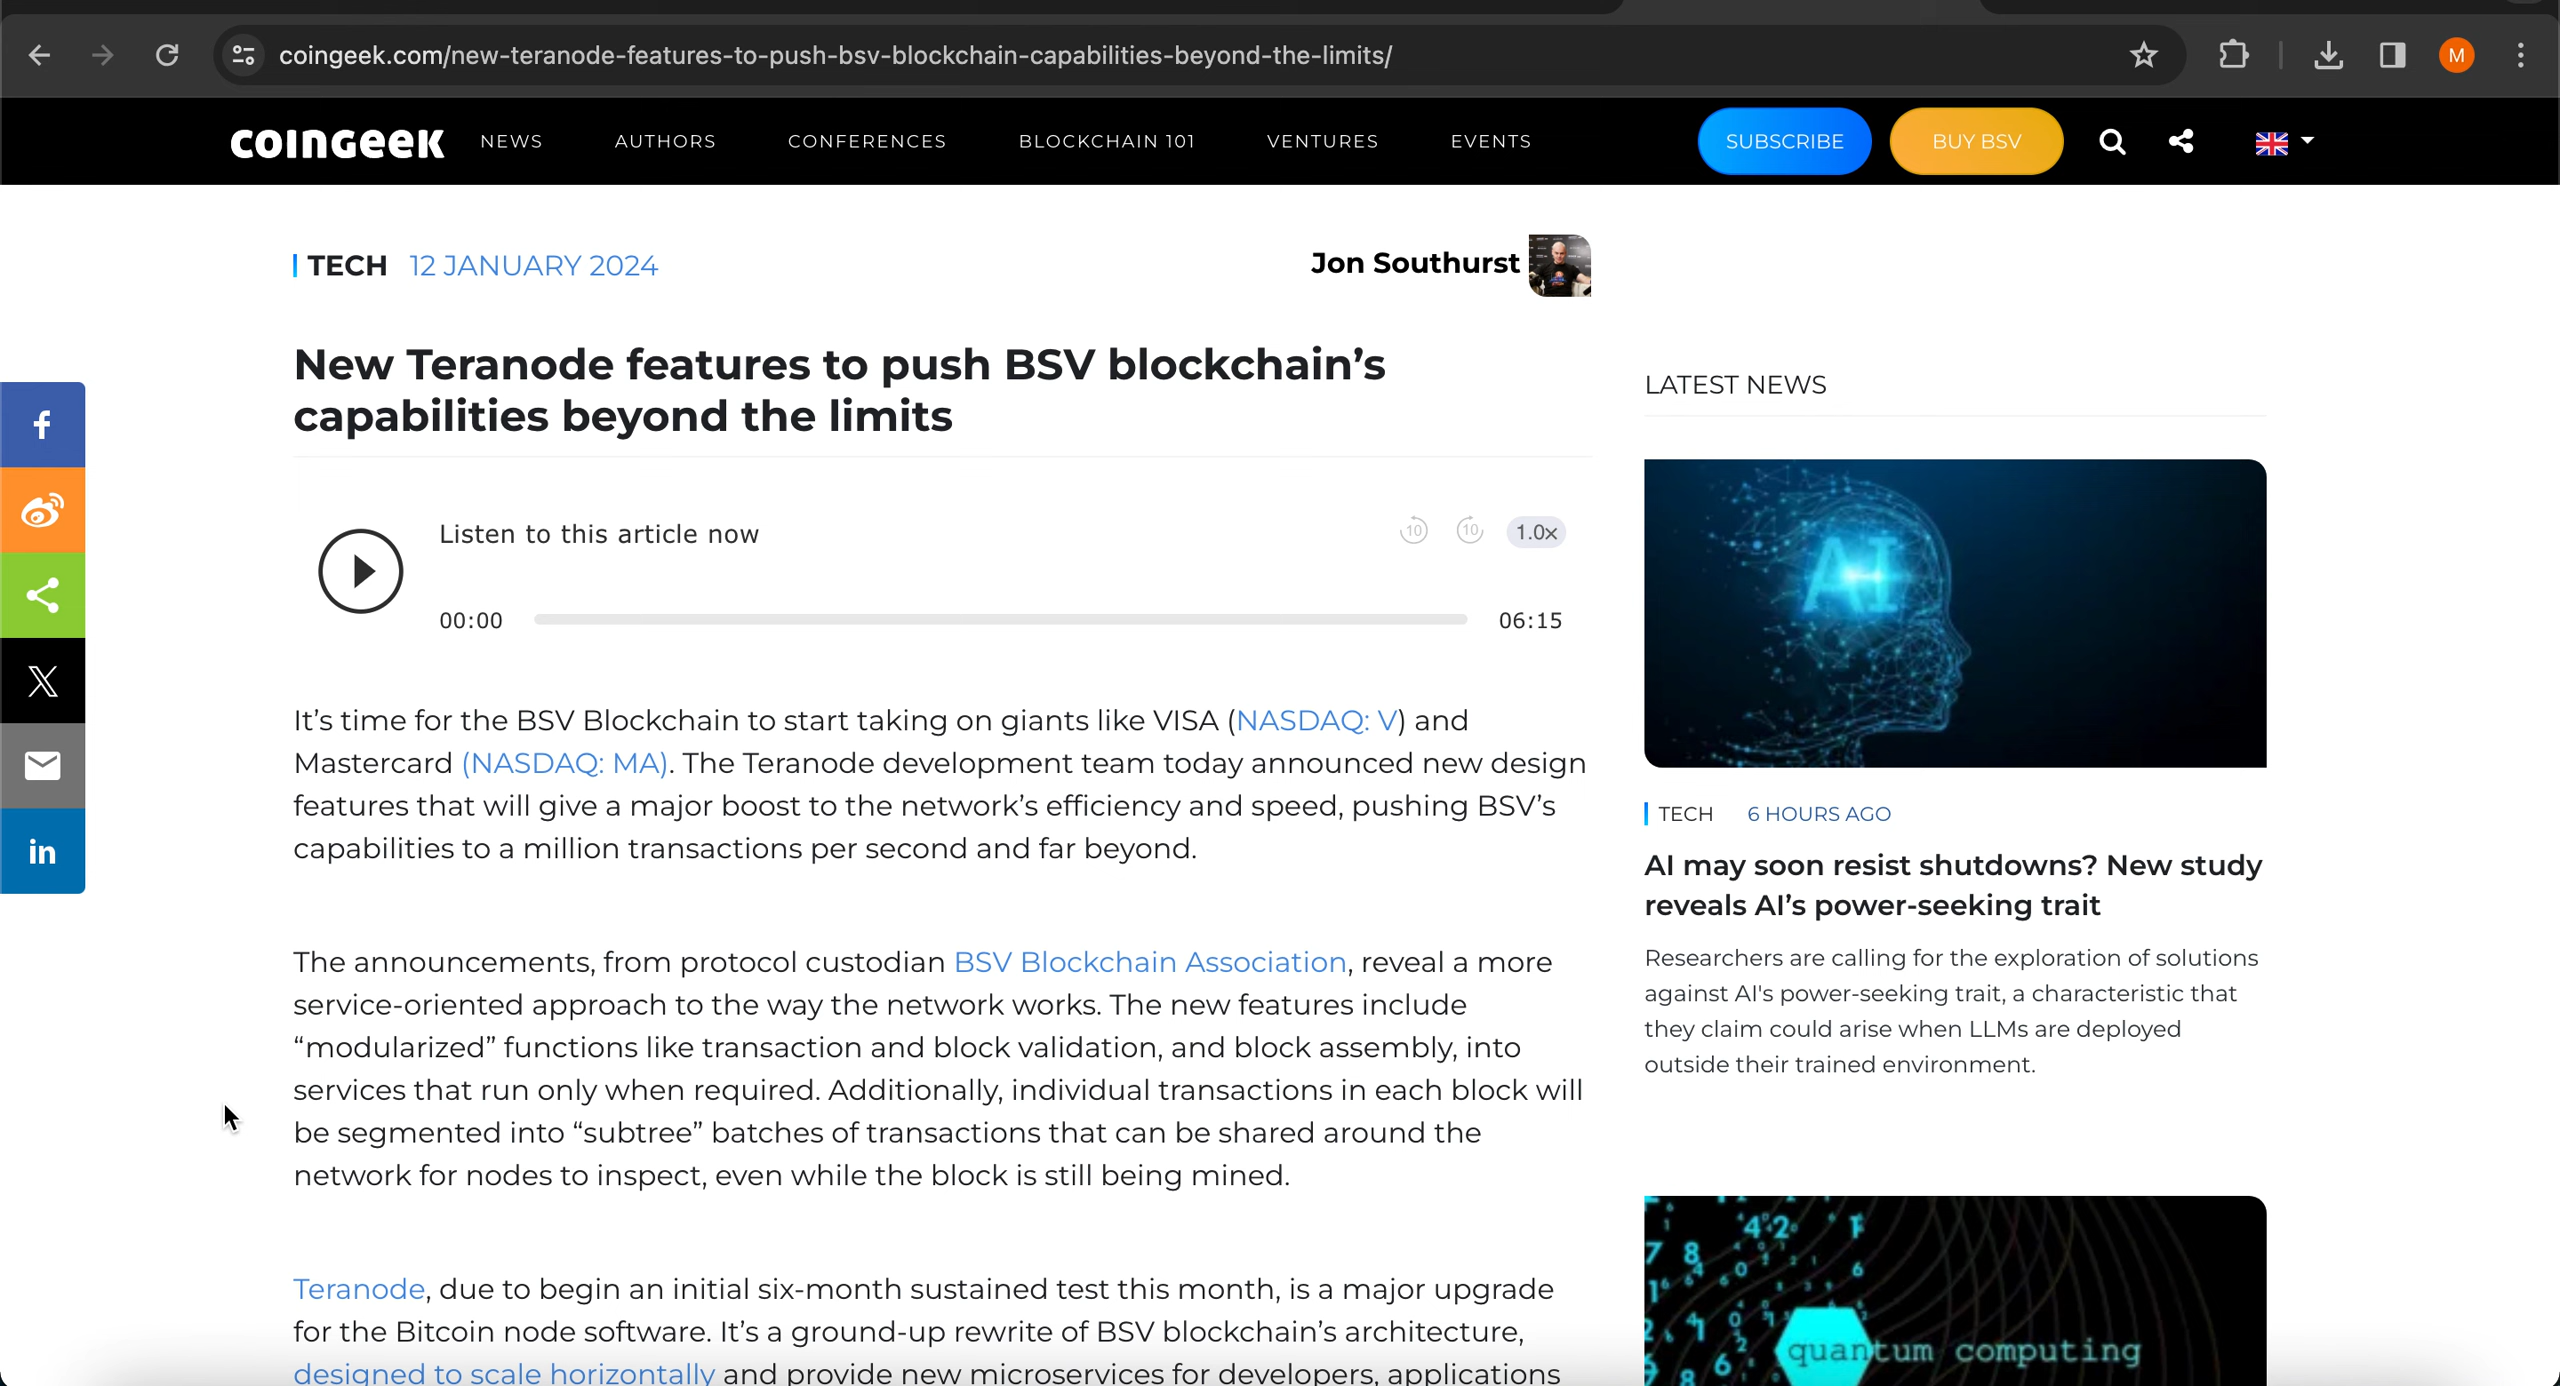 coingeek.com/new-teranode-features-to-push-bsv-blockchain-capabilities-beyond-the-limits/
M
COINGEEK
NEWS
AUTHORS
CONFERENCES
BLOCKCHAIN 101
VENTURES
EVENTS
SUBSCRIBE
BUY BSV
TECH 12 JANUARY 2024
Jon Southurst
New Teranode features to push BSV blockchain’s
capabilities beyond the limits
Listen to this article now
10
10
1.0x
00:00
06:15
It’s time for the BSV Blockchain to start taking on giants like VISA (NASDAQ: V) and
Mastercard (NASDAQ: MA). The Teranode development team today announced new design
features that will give a major boost to the network’s efficiency and speed, pushing BSV’s
capabilities to a million transactions per second and far beyond.
The announcements, from protocol custodian BSV Blockchain Association, reveal a more
service-oriented approach to the way the network works. The new features include
“modularized” functions like transaction and block validation, and block assembly, into
services that run only when required. Additionally, individual transactions in each block will
be segmented into “subtree” batches of transactions that can be shared around the
network for nodes to inspect, even while the block is still being mined.
Teranode, due to begin an initial six-month sustained test this month, is a major upgrade
for the Bitcoin node software. It’s a ground-up rewrite of BSV blockchain’s architecture,
designed to scale horizontally and provide new microservices for developers, applications
LATEST NEWS
AI
TECH 6 HOURS AGO
AI may soon resist shutdowns? New study
reveals AI’s power-seeking trait
Researchers are calling for the exploration of solutions
against AI's power-seeking trait, a characteristic that
they claim could arise when LLMs are deployed
outside their trained environment.
quantum computing